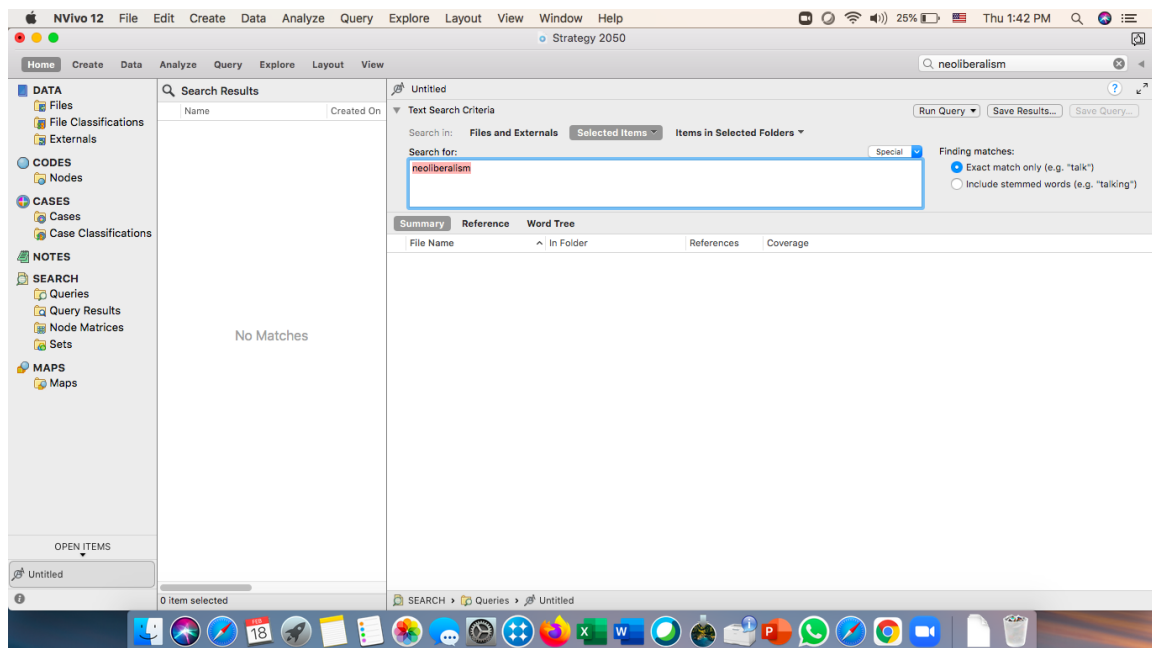 NVivo 12 File Edit Create Data Analyze Query Explore Layout View Window Help 25% Thu 1:42 PM
Strategy 2050
Home Create Data Analyze Query Explore Layout View neoliberalism
DATA
Files
File Classifications
Externals
CODES
Nodes
CASES
Cases
Case Classifications
NOTES
SEARCH
Queries
Query Results
Node Matrices
Sets
MAPS
Maps
OPEN ITEMS
Untitled
Search Results
Name Created On
No Matches
0 item selected
Untitled ?
Text Search Criteria Run Query Save Results... Save Query...
Search in: Files and Externals Selected Items Items in Selected Folders
Search for: Special
neoliberalism
Finding matches:
Exact match only (e.g. "talk")
Include stemmed words (e.g. "talking")
Summary Reference Word Tree
File Name In Folder References Coverage
SEARCH › Queries › Untitled
FEB
18
X W P